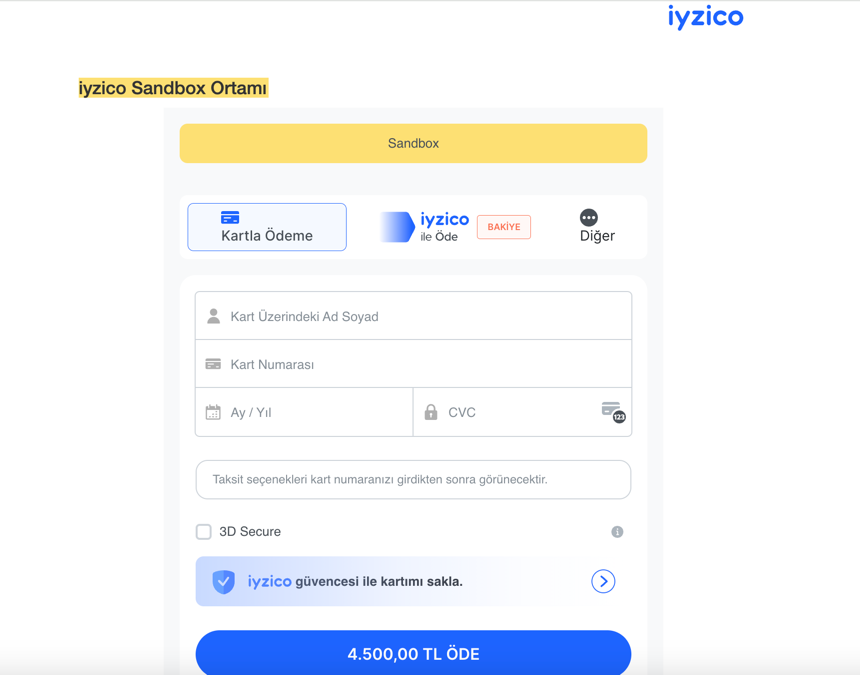 iyzico
iyzico Sandbox Ortamı
Sandbox
Kartla Ödeme
iyzico
ile Öde
BAKİYE
Diğer
Kart Üzerindeki Ad Soyad
Kart Numarası
Ay / Yıl
CVC
123
Taksit seçenekleri kart numaranızı girdikten sonra görünecektir.
3D Secure
iyzico güvencesi ile kartımı sakla.
4.500,00 TL ÖDE